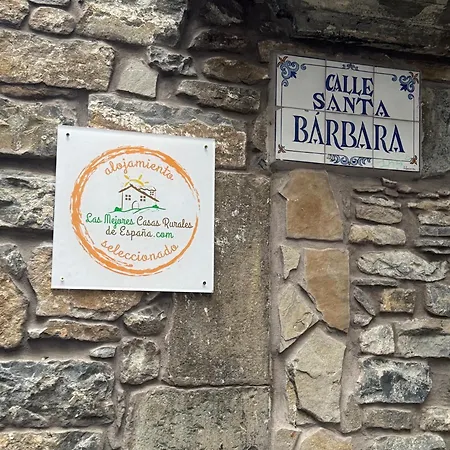 alojamiento
Las Mejores Casas Rurales
de España.com
seleccionado
CALLE
SANTA
BÁRBARA